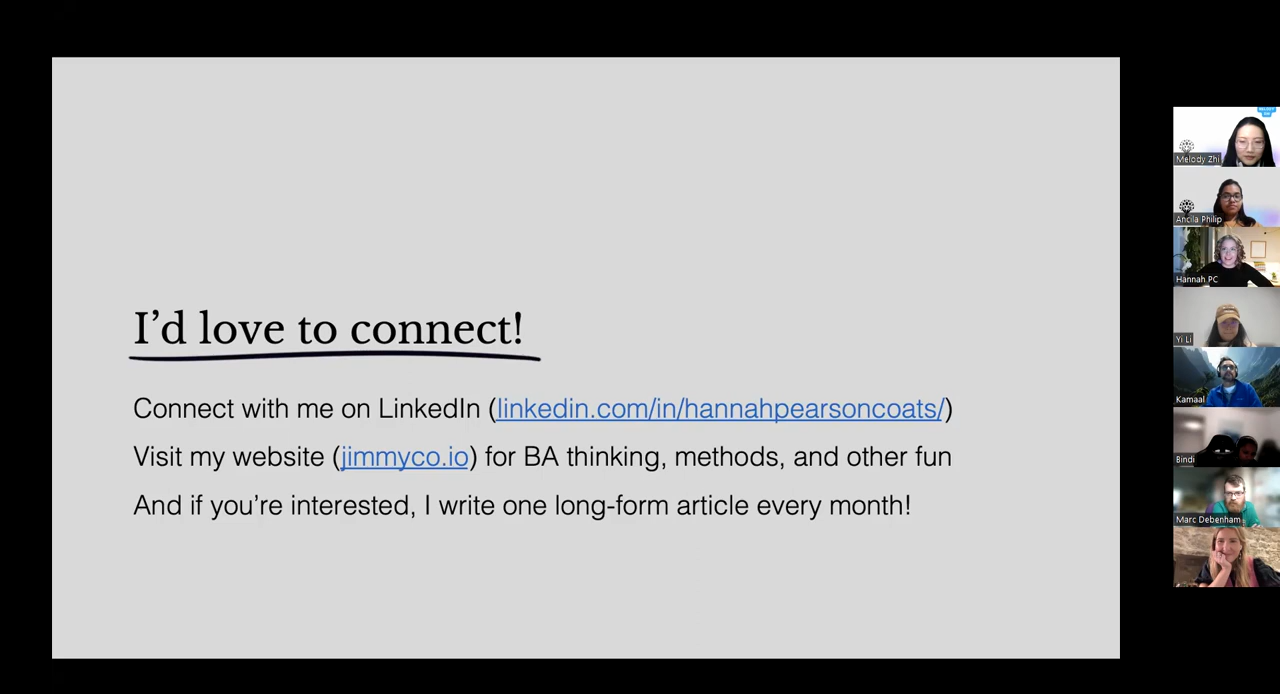 I’d love to connect!
Connect with me on LinkedIn (linkedin.com/in/hannahpearsoncoats/)
Visit my website (jimmyco.io) for BA thinking, methods, and other fun
And if you’re interested, I write one long-form article every month!
Melody Zhi
Ancila Philip
Hannah PC
Yi Li
Kamaal
Bindi
Marc Debenham